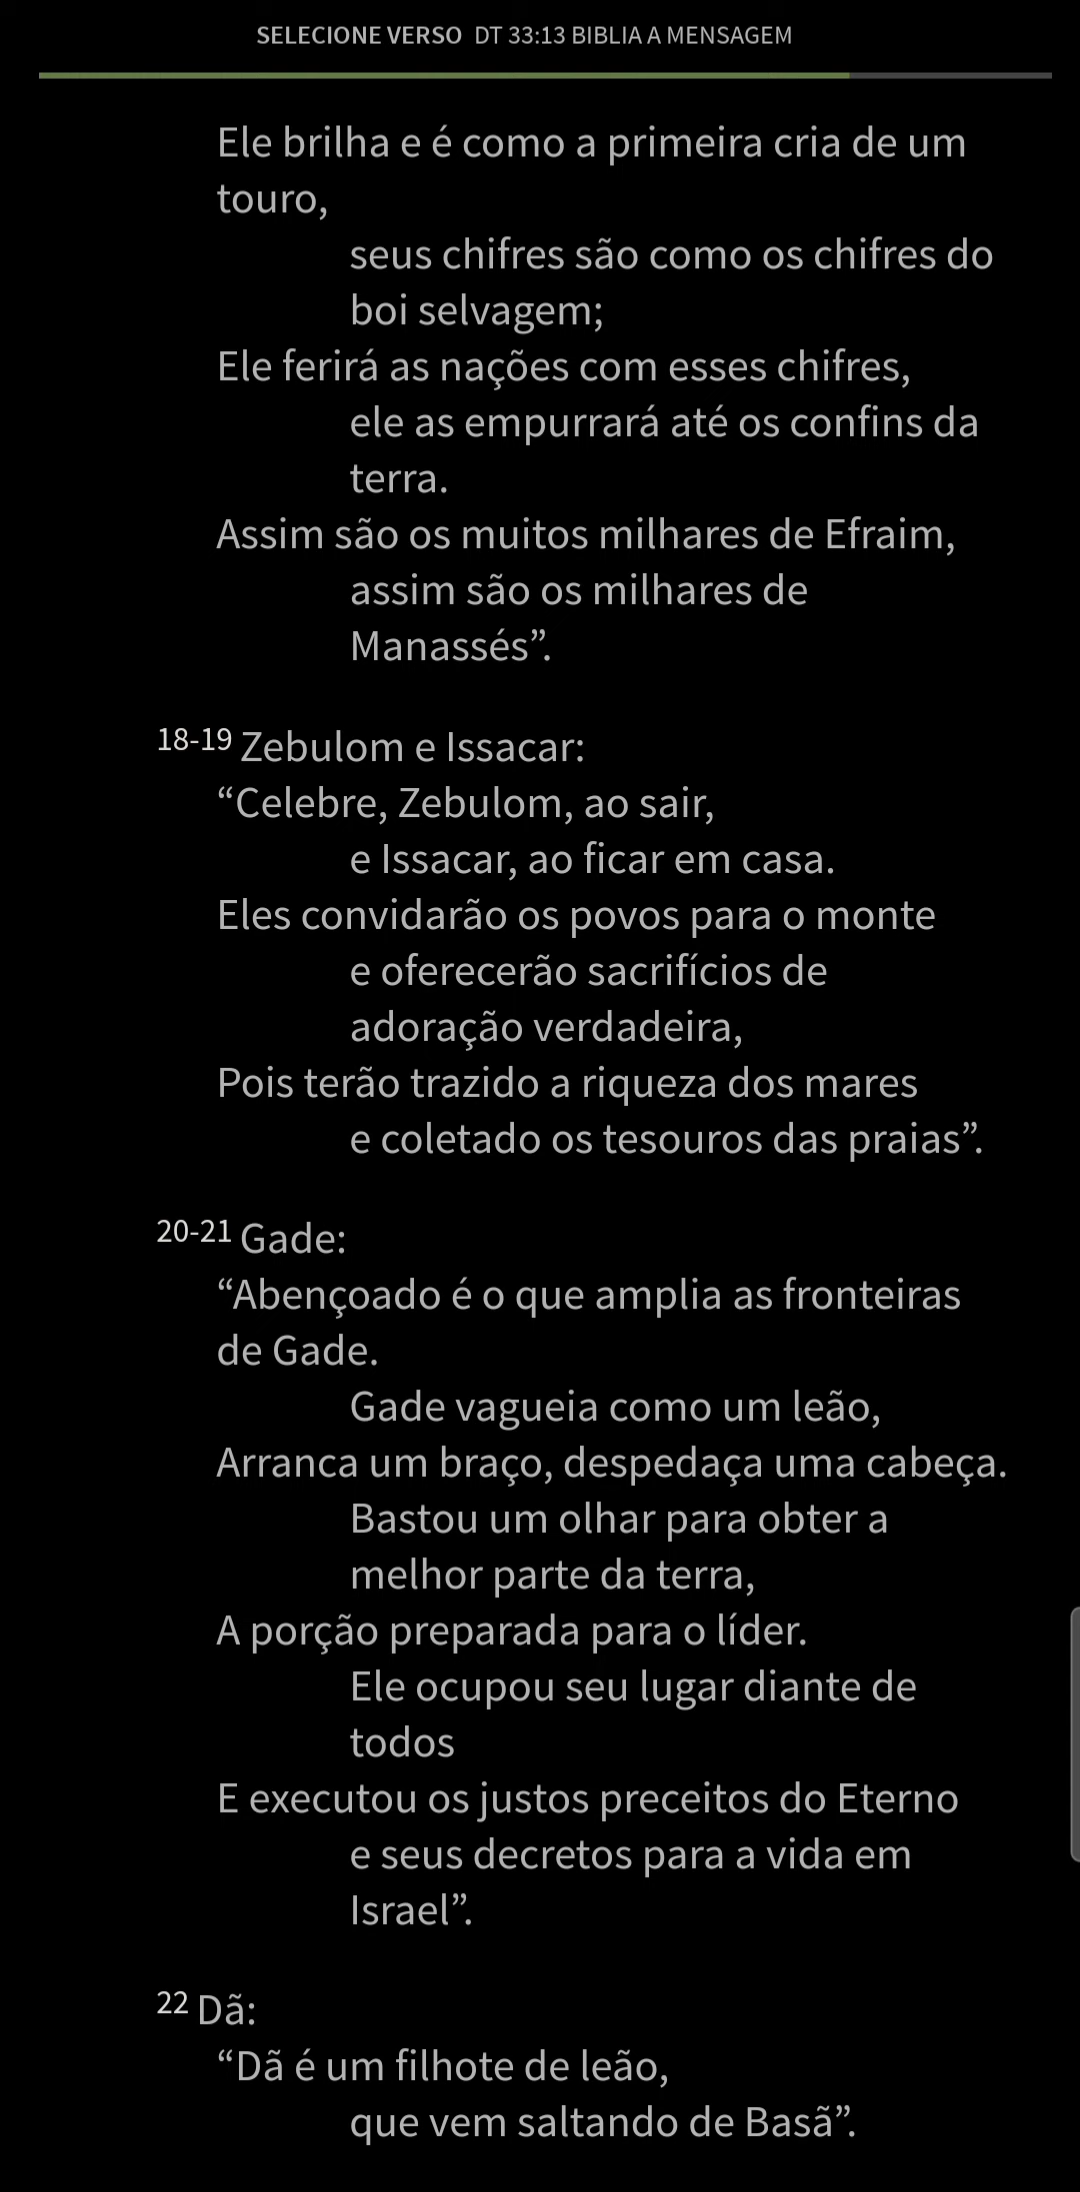 SELECIONE VERSO DT 33:13 BIBLIA A MENSAGEM
Ele brilha e é como a primeira cria de um
touro,
seus chifres são como os chifres do
boi selvagem;
Ele ferirá as nações com esses chifres,
ele as empurrará até os confins da
terra.
Assim são os muitos milhares de Efraim,
assim são os milhares de
Manassés”.
18-19 Zebulom e Issacar:
“Celebre, Zebulom, ao sair,
e Issacar, ao ficar em casa.
Eles convidarão os povos para o monte
e oferecerão sacrifícios de
adoração verdadeira,
Pois terão trazido a riqueza dos mares
e coletado os tesouros das praias”.
20-21 Gade:
“Abençoado é o que amplia as fronteiras
de Gade.
Gade vagueia como um leão,
Arranca um braço, despedaça uma cabeça.
Bastou um olhar para obter a
melhor parte da terra,
A porção preparada para o líder.
Ele ocupou seu lugar diante de
todos
E executou os justos preceitos do Eterno
e seus decretos para a vida em
Israel”.
22 Dã:
“Dã é um filhote de leão,
que vem saltando de Basã”.